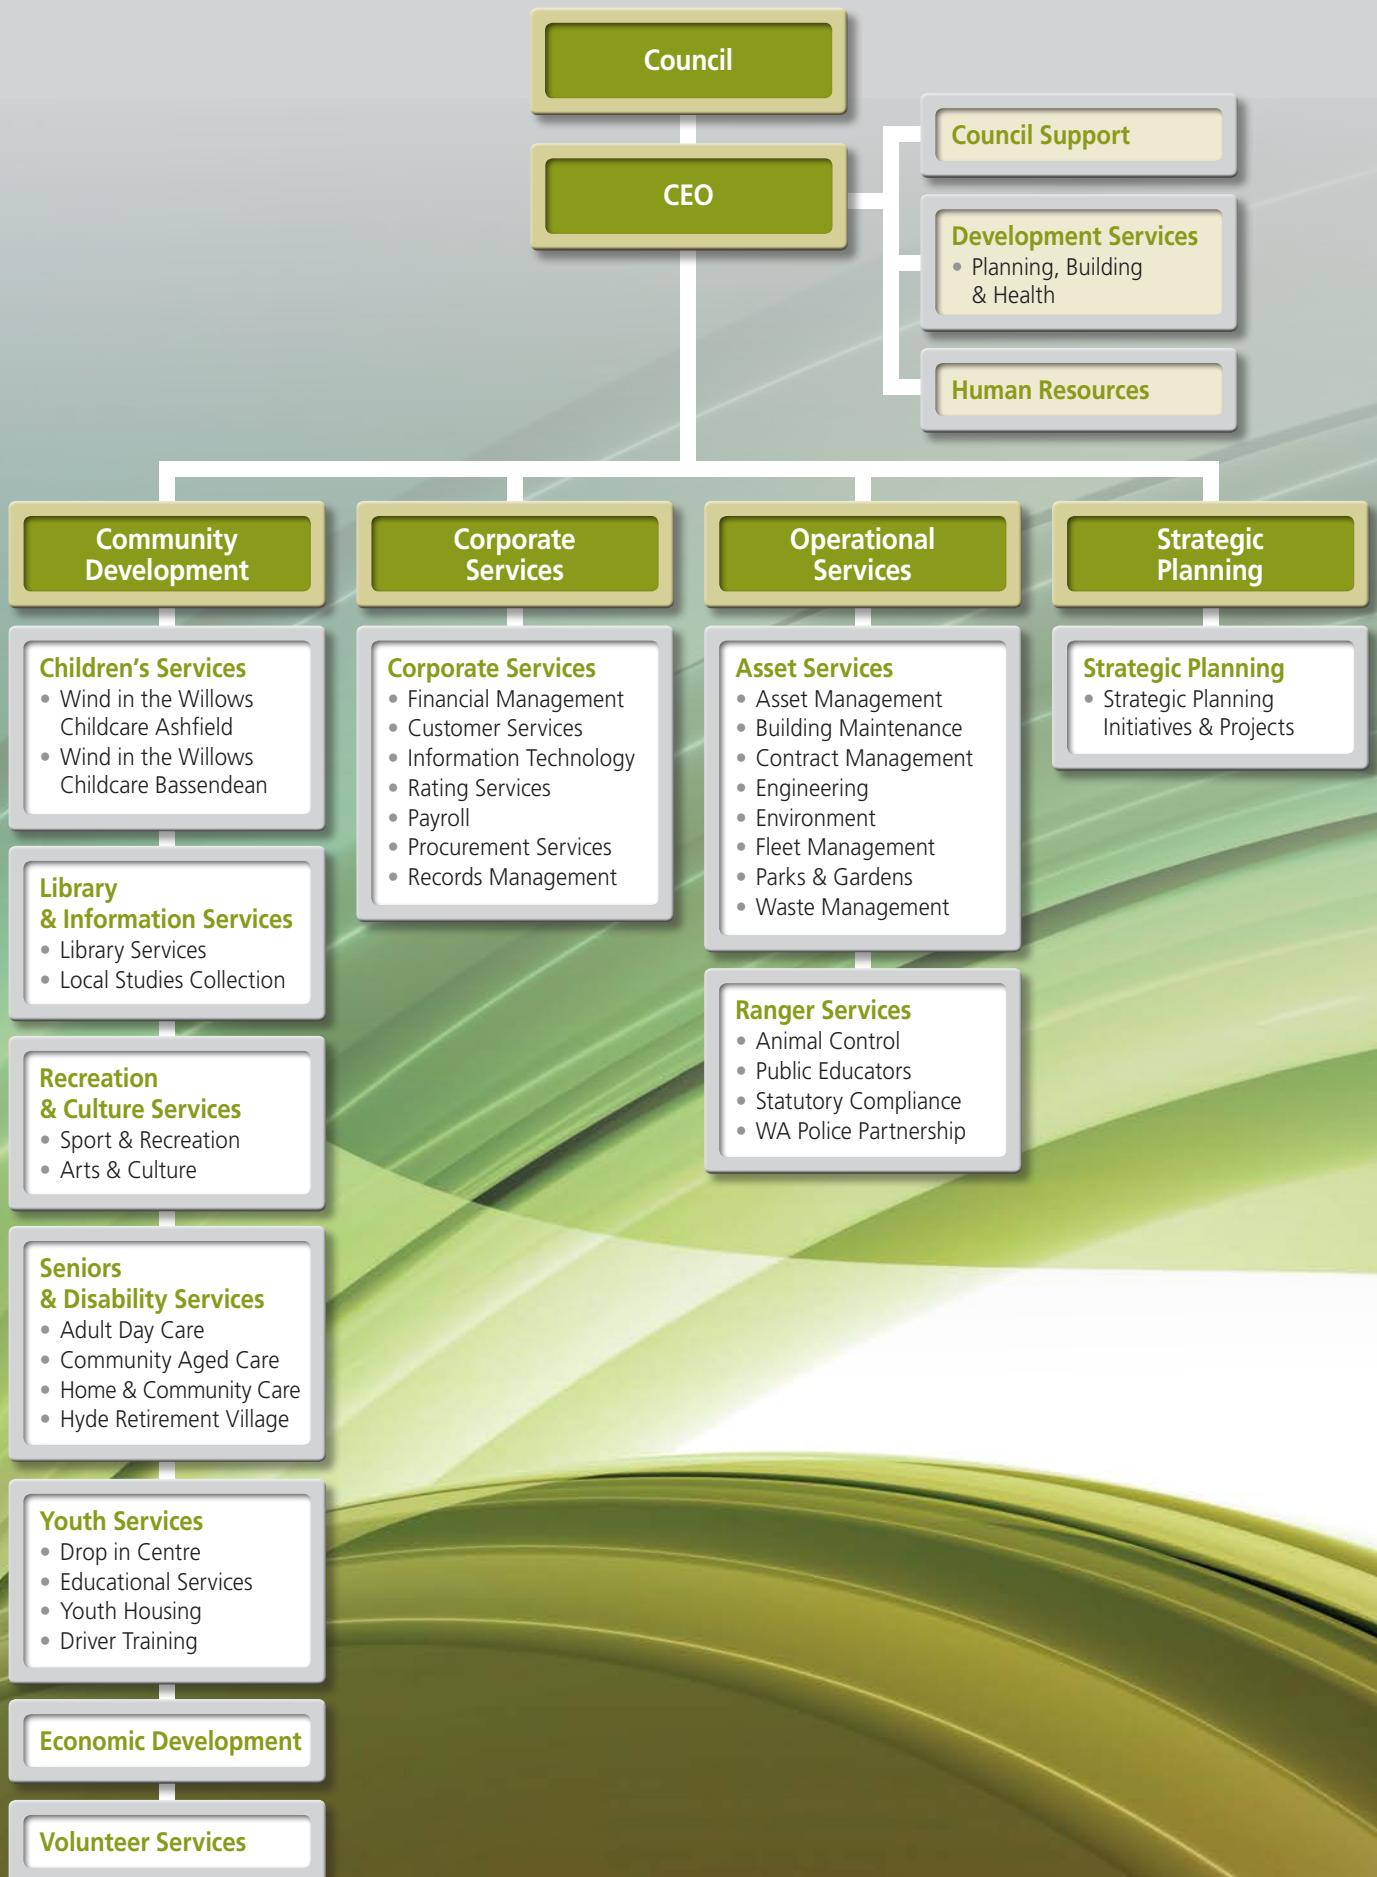 Council
CEO
Council Support
Development Services
• Planning, Building
& Health
Human Resources
Community
Development
Children's Services
• Wind in the Willows
Childcare Ashfield
• Wind in the Willows
Childcare Bassendean
Library
& Information Services
• Library Services
• Local Studies Collection
Recreation
& Culture Services
• Sport & Recreation
• Arts & Culture
Seniors
& Disability Services
• Adult Day Care
• Community Aged Care
• Home & Community Care
• Hyde Retirement Village
Youth Services
• Drop in Centre
• Educational Services
• Youth Housing
• Driver Training
Economic Development
Volunteer Services
Corporate
Services
Corporate Services
• Financial Management
• Customer Services
• Information Technology
• Rating Services
• Payroll
• Procurement Services
• Records Management
Operational
Services
Asset Services
• Asset Management
• Building Maintenance
• Contract Management
• Engineering
• Environment
• Fleet Management
• Parks & Gardens
• Waste Management
Ranger Services
• Animal Control
• Public Educators
• Statutory Compliance
• WA Police Partnership
Strategic
Planning
Strategic Planning
• Strategic Planning
Initiatives & Projects